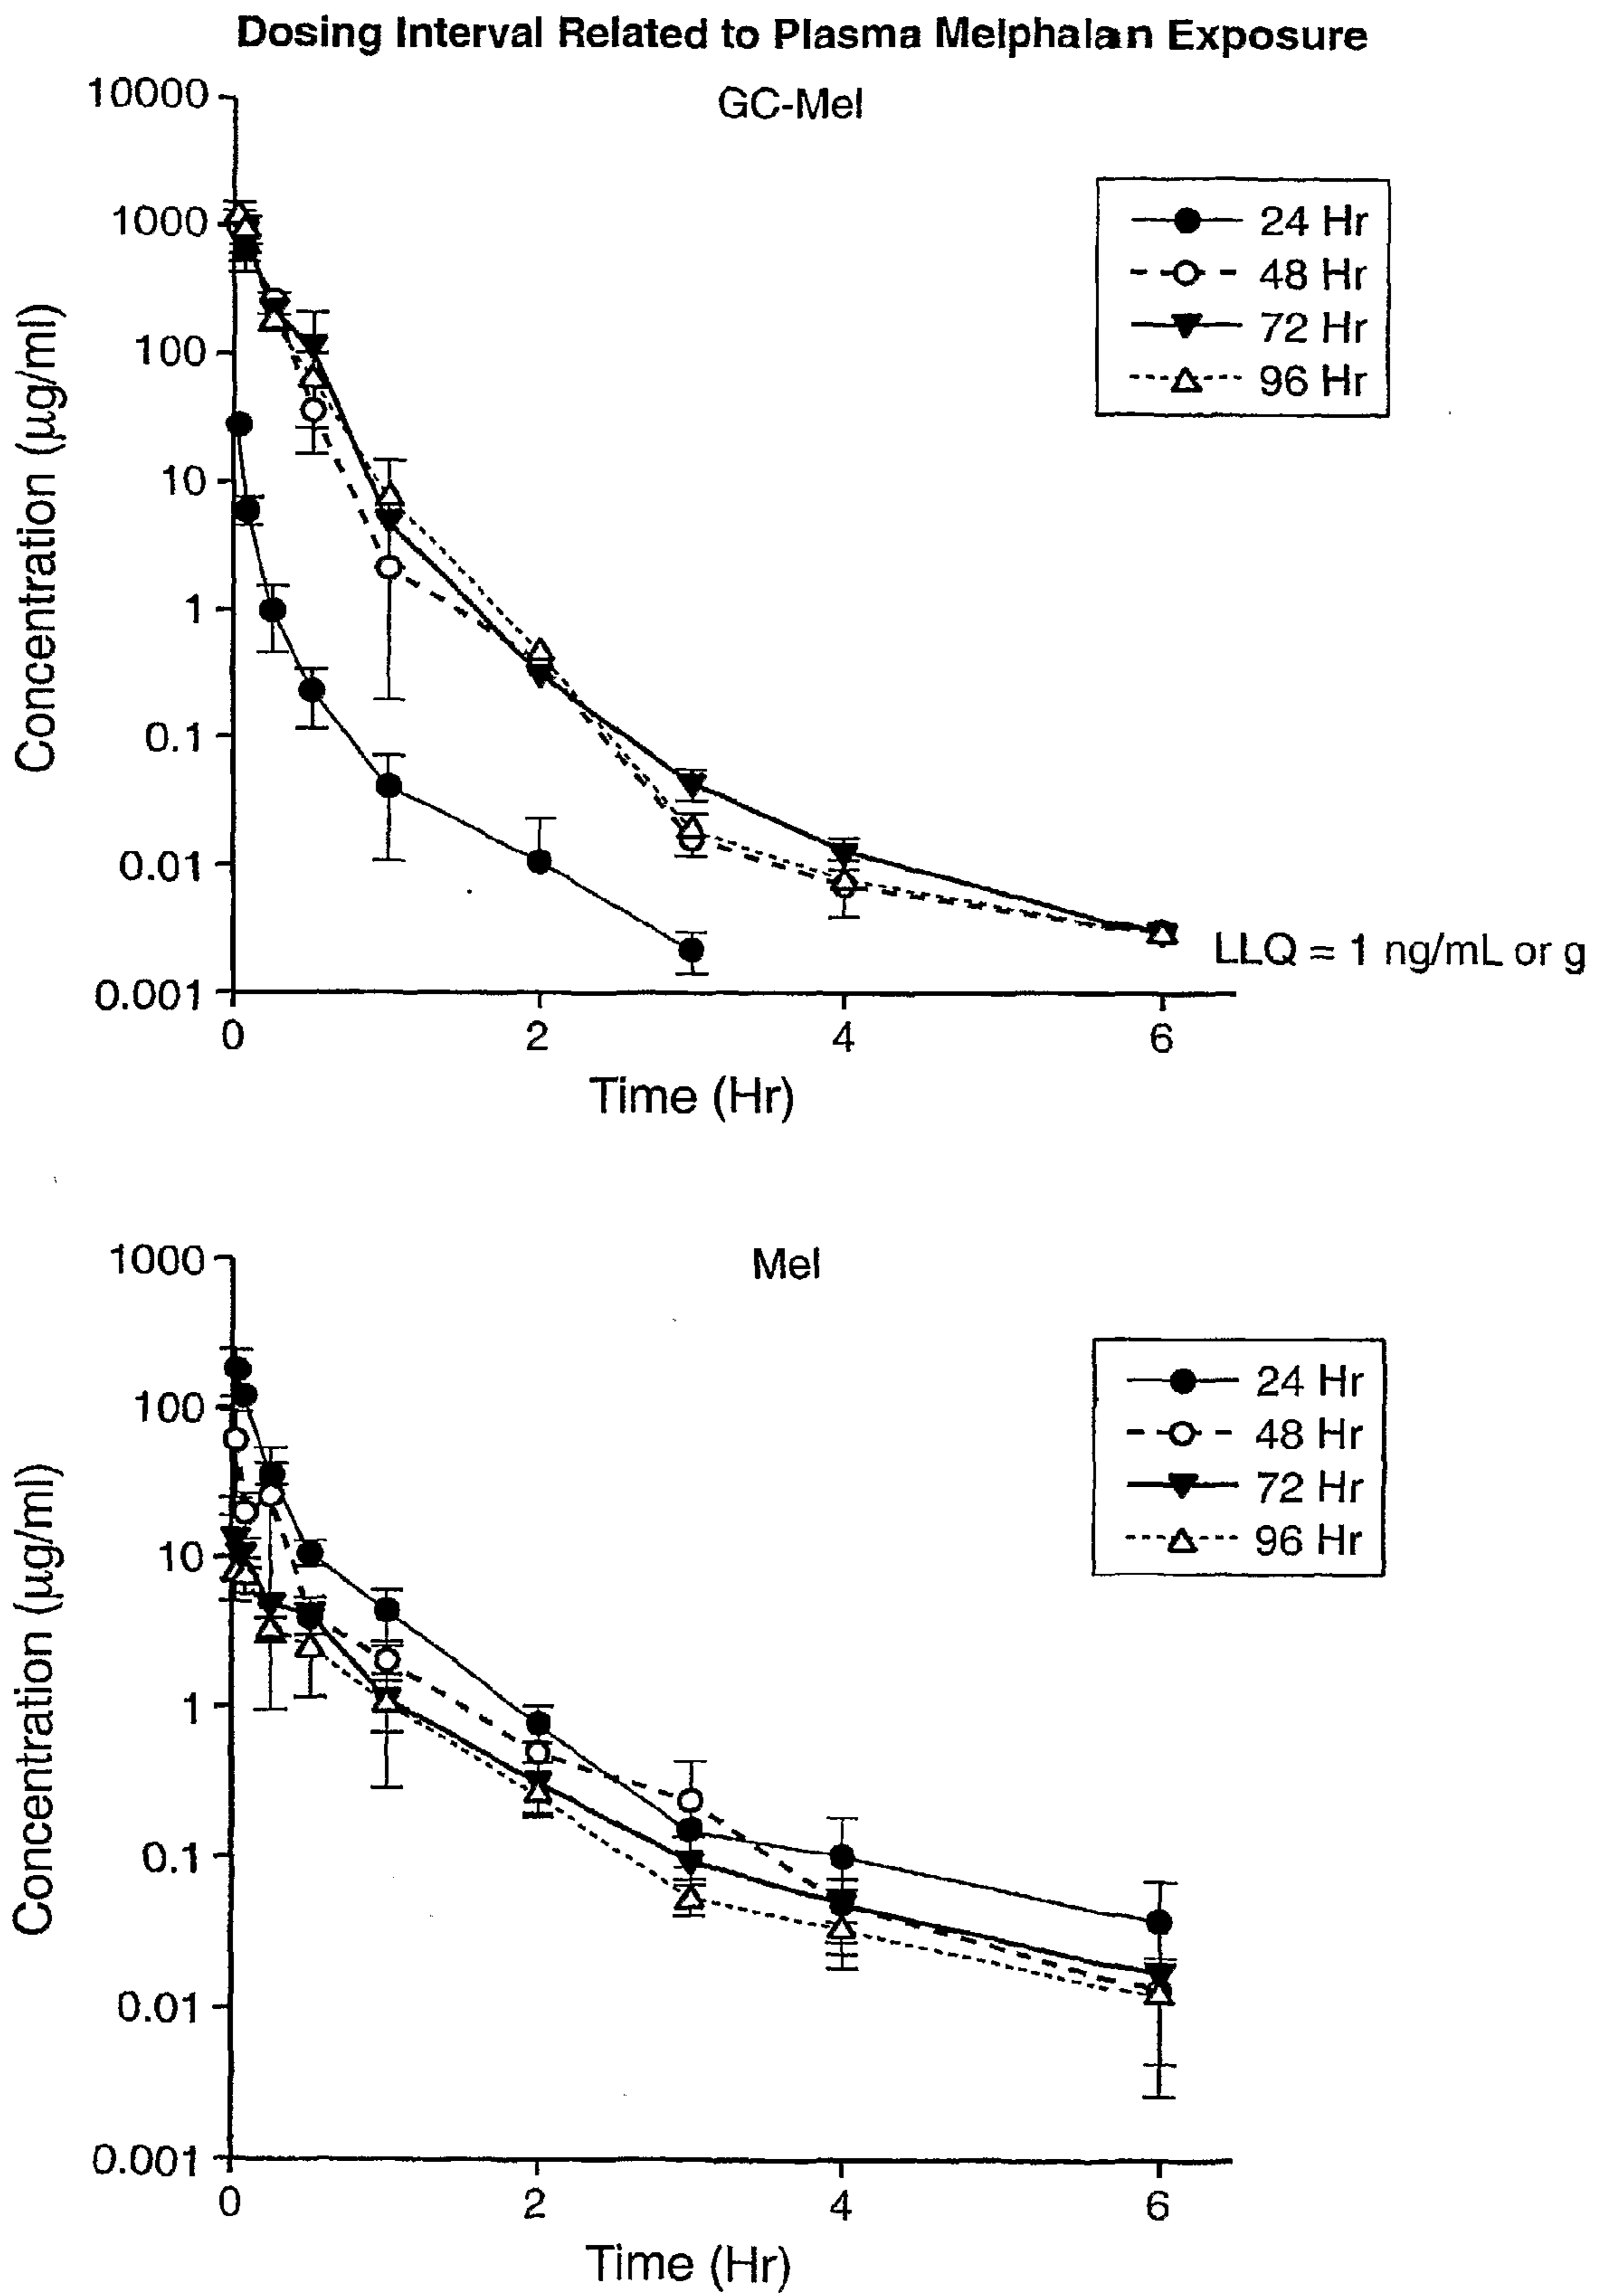 Dosing Interval Related to Plasma Melphalan Exposure
GC-Mel
10000
1000
100
10
1
0.1
0.01
0.001
Concentration (µg/ml)
24 Hr
48 Hr
72 Hr
96 Hr
LLQ = 1 ng/mL or g
0 2 4 6
Time (Hr)
Mel
1000
100
10
1
0.1
0.01
0.001
Concentration (µg/ml)
24 Hr
48 Hr
72 Hr
96 Hr
0 2 4 6
Time (Hr)